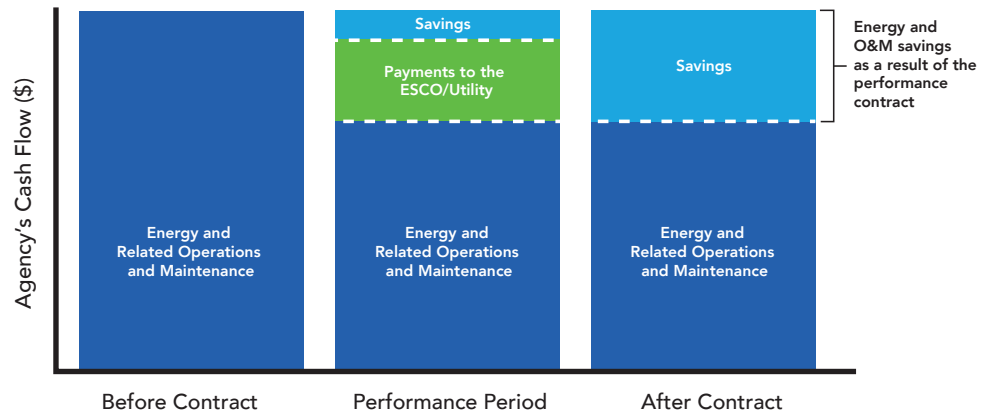 Agency's Cash Flow ($)
Energy and
Related Operations
and Maintenance
Savings
Payments to the
ESCO/Utility
Energy and
Related Operations
and Maintenance
Savings
Energy and
Related Operations
and Maintenance
Energy and
O&M savings
as a result of the
performance
contract
Before Contract
Performance Period
After Contract